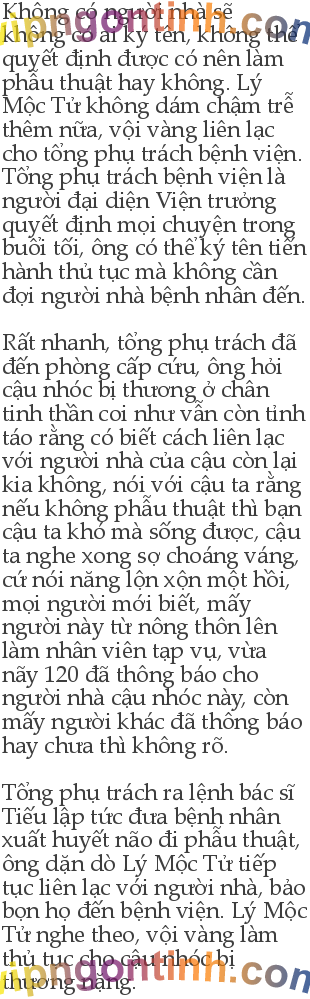 Không có người nhà sẽ
không có ai ký tên, không thể
quyết định được có nên làm
phẫu thuật hay không. Lý
Mộc Tử không dám chậm trễ
thêm nữa, vội vàng liên lạc
cho tổng phụ trách bệnh viện.
Tổng phụ trách bệnh viện là
người đại diện Viện trưởng
quyết định mọi chuyện trong
buổi tối, ông có thể ký tên tiến
hành thủ tục mà không cần
đợi người nhà bệnh nhân đến.

Rất nhanh, tổng phụ trách đã
đến phòng cấp cứu, ông hỏi
cậu nhóc bị thương ở chân
tinh thần coi như vẫn còn tỉnh
táo rằng có biết cách liên lạc
với người nhà của cậu còn lại
kia không, nói với cậu ta rằng
nếu không phẫu thuật thì bạn
cậu ta khó mà sống được, cậu
ta nghe xong sợ choáng váng,
cứ nói năng lộn xộn một hồi,
mọi người mới biết, mấy
người này từ nông thôn lên
làm nhân viên tạp vụ, vừa
nãy 120 đã thông báo cho
người nhà cậu nhóc này, còn
mấy người khác đã thông báo
hay chưa thì không rõ.

Tổng phụ trách ra lệnh bác sĩ
Tiếu lập tức đưa bệnh nhân
xuất huyết não đi phẫu thuật,
ông dặn dò Lý Mộc Tử tiếp
tục liên lạc với người nhà, bảo
bọn họ đến bệnh viện. Lý Mộc
Tử nghe theo, vội vàng làm
thủ tục cho cậu nhóc bị
thương nặng.
vipngontinh.com
vipngontinh.com